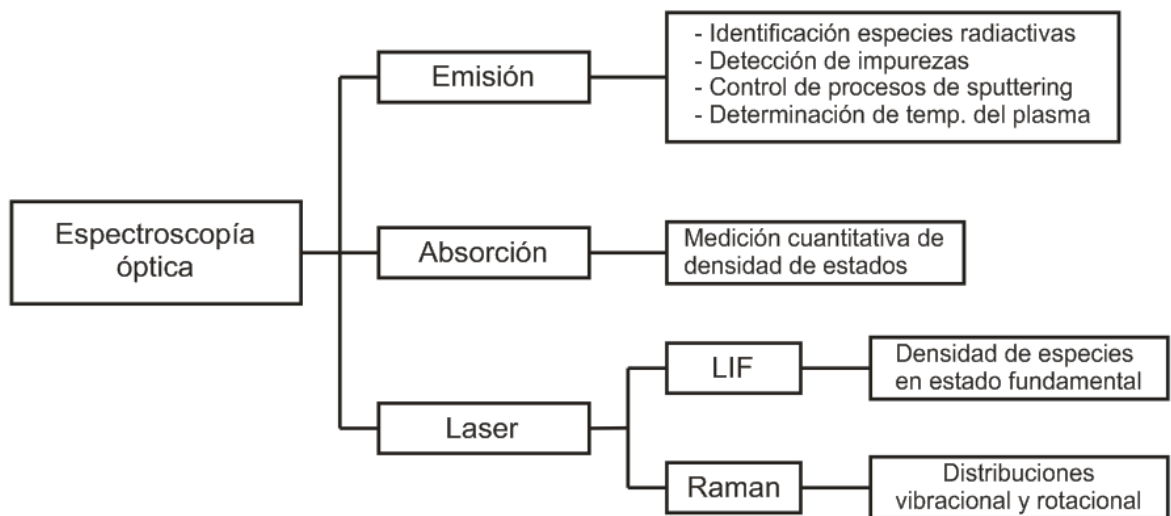 Espectroscopía
óptica
Emisión
- Identificación especies radiactivas
- Detección de impurezas
- Control de procesos de sputtering
- Determinación de temp. del plasma
Absorción
Medición cuantitativa de
densidad de estados
Laser
LIF
Densidad de especies
en estado fundamental
Raman
Distribuciones
vibracional y rotacional